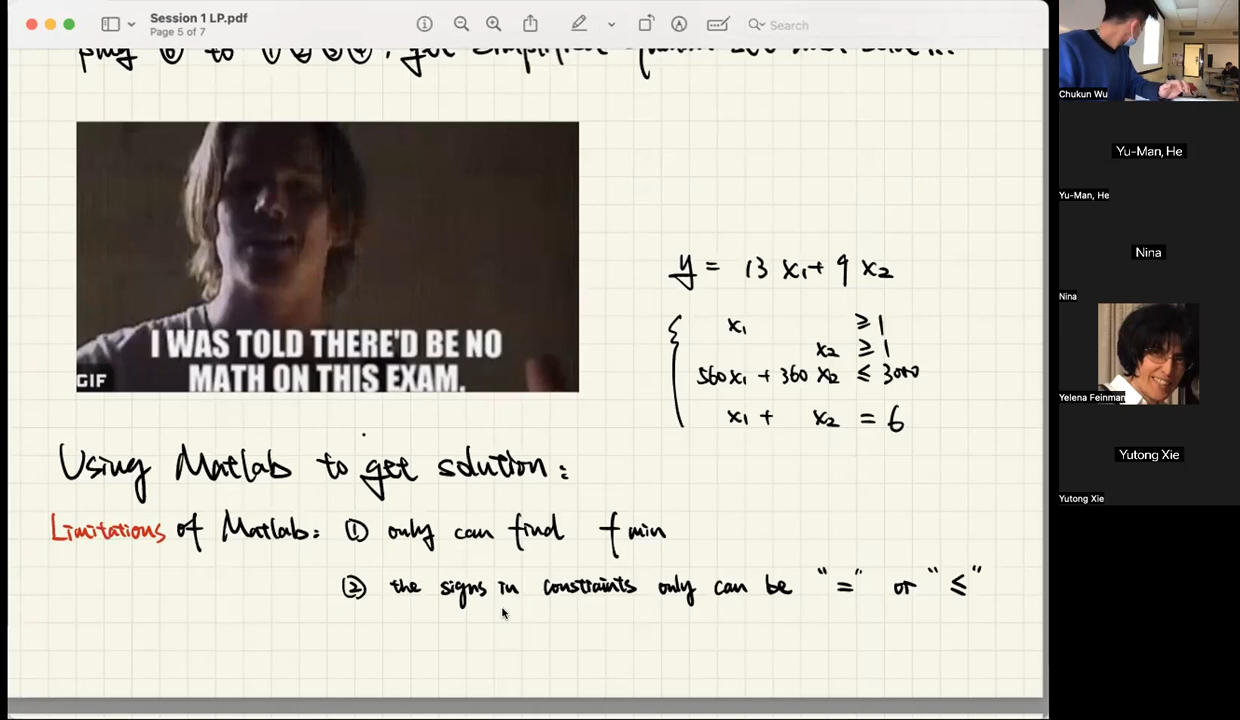 Session 1 LP.pdf
Page 5 of 7
Search
I WAS TOLD THERE'D BE NO
MATH ON THIS EXAM.
GIF
y = 13 x₁ + 9 x₂
x₁ ≥ 1
x₂ ≥ 1
560x₁ + 360 x₂ ≤ 3000
x₁ + x₂ = 6
Using Matlab to get solution:
Limitations of Matlab: ① only can find f min
② the signs in constraints only can be "=" or "≤"
Chukun Wu
Yu-Man, He
Yu-Man, He
Nina
Nina
Yelena Feinman
Yutong Xie
Yutong Xie